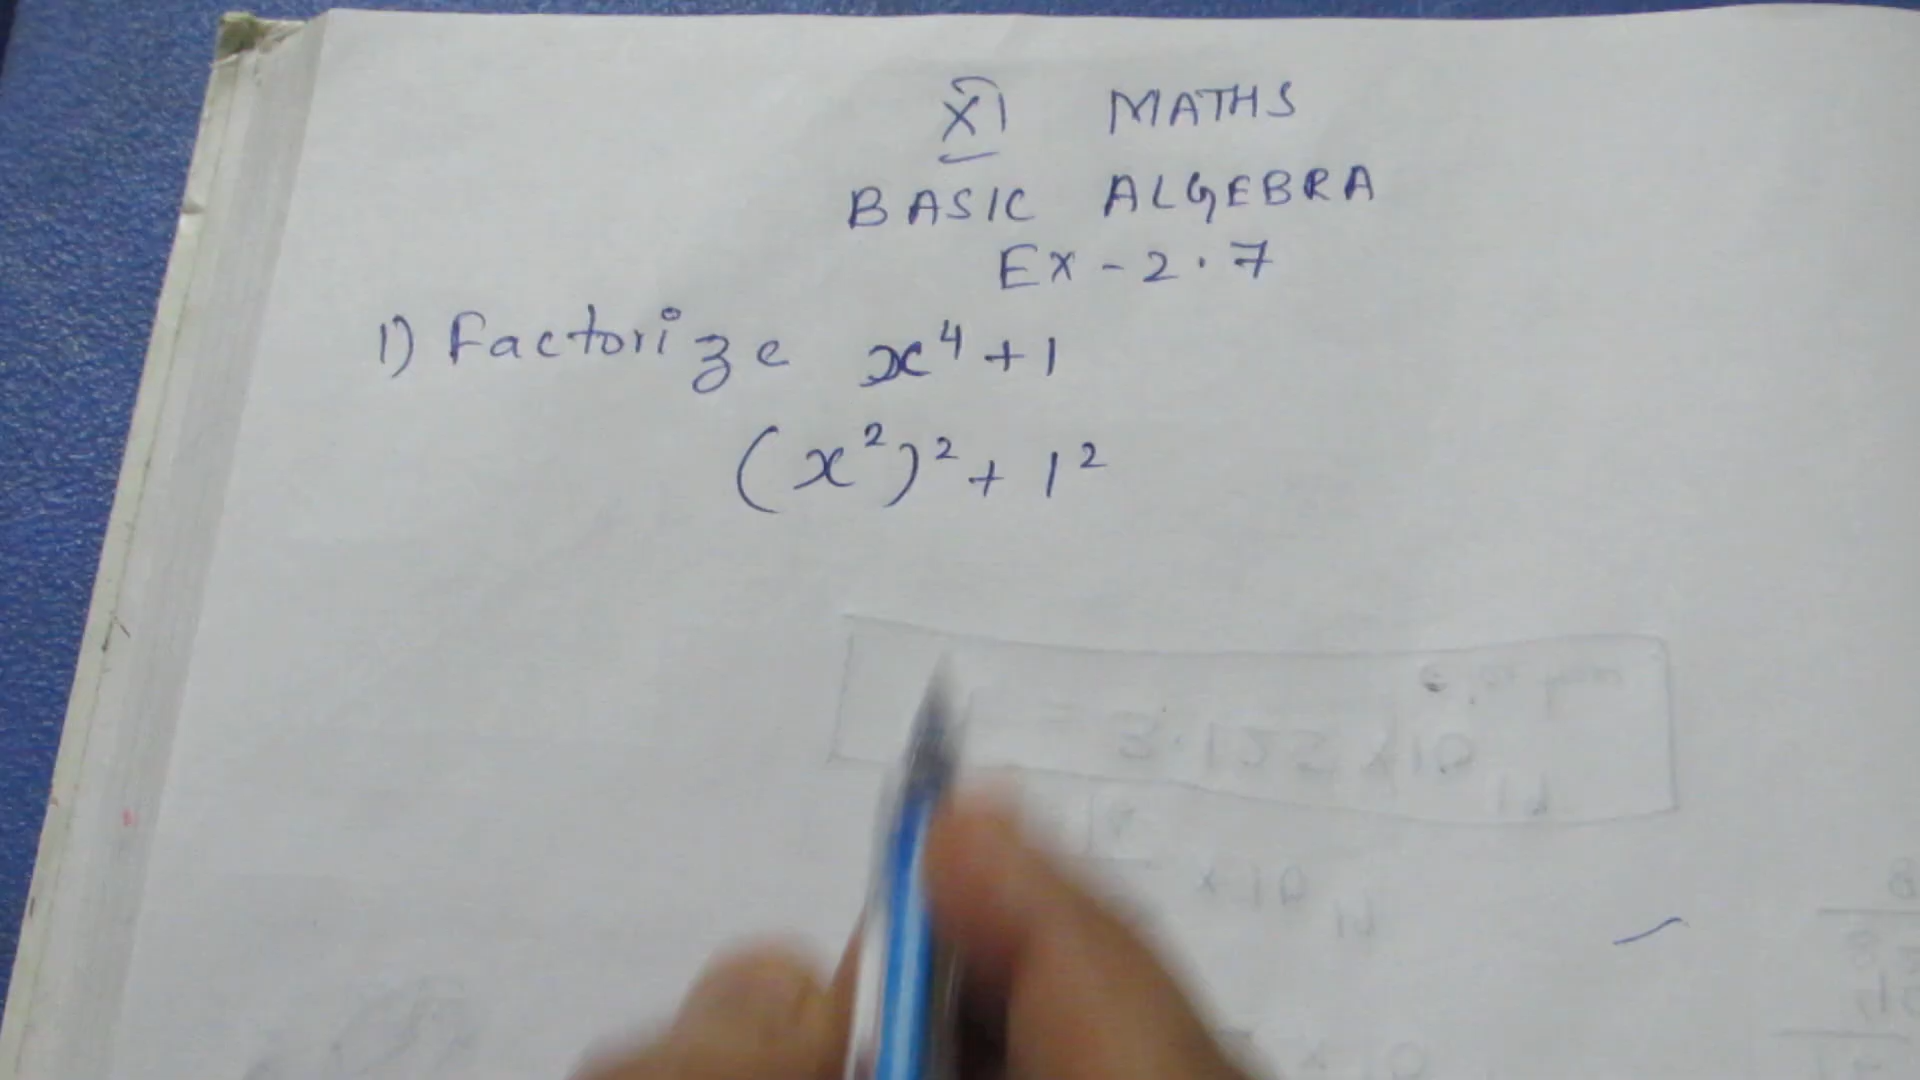 XI MATHS
BASIC ALGEBRA
Ex - 2.7
1) Factorize x⁴ + 1
(x²)² + 1²